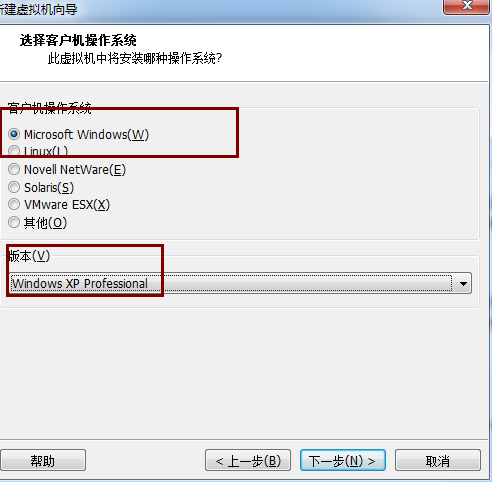 新建虚拟机向导
选择客户机操作系统
此虚拟机中将安装哪种操作系统?
客户机操作系统
Microsoft Windows(W)
Linux(L)
Novell NetWare(E)
Solaris(S)
VMware ESX(X)
其他(O)
版本(V)
Windows XP Professional
帮助
< 上一步(B)
下一步(N) >
取消